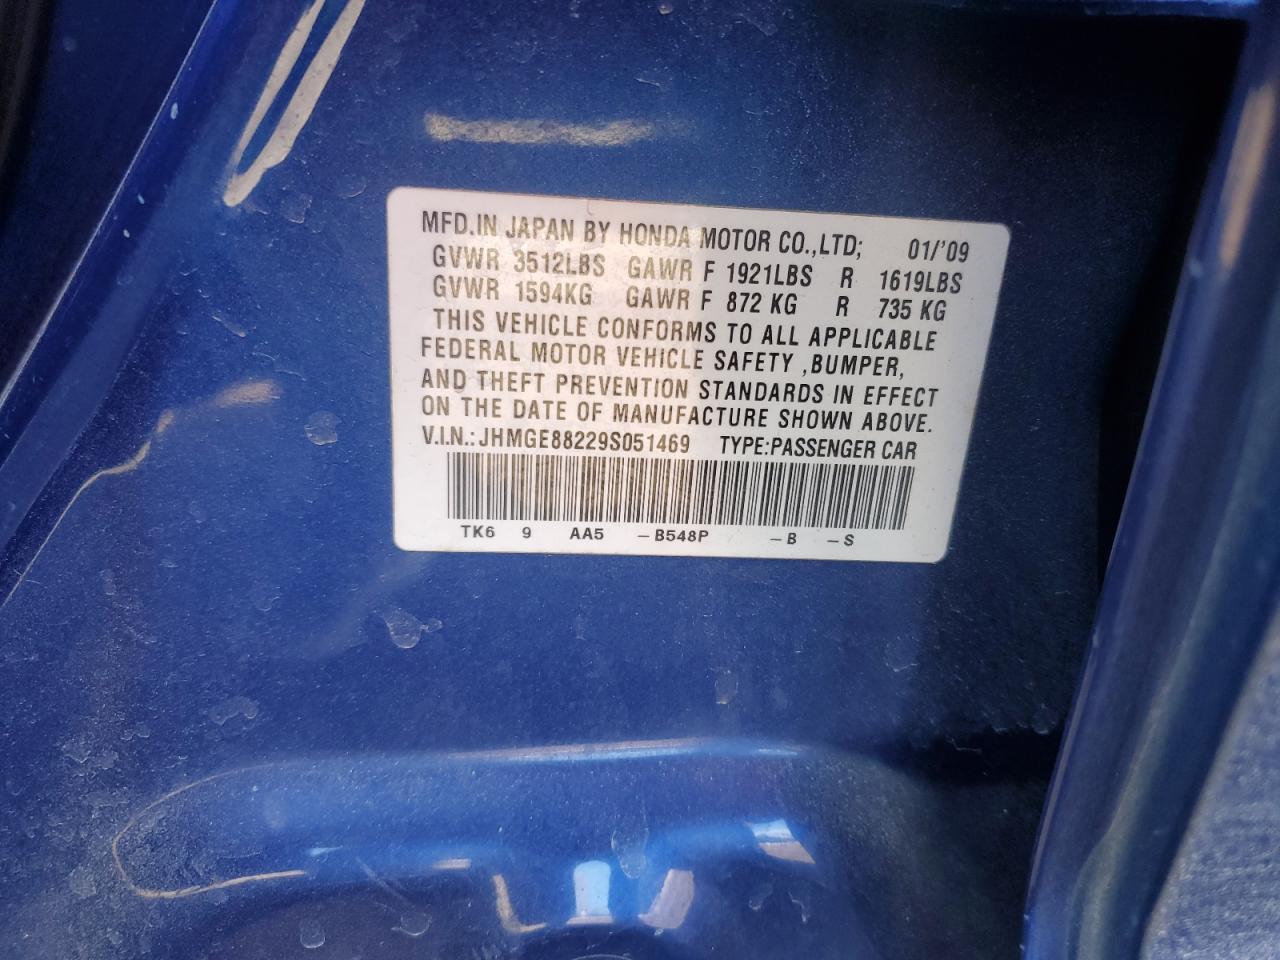 MFD.IN JAPAN BY HONDA MOTOR CO.,LTD; 01/'09
GVWR 3512LBS GAWR F 1921LBS R 1619LBS
GVWR 1594KG GAWR F 872 KG R 735 KG
THIS VEHICLE CONFORMS TO ALL APPLICABLE
FEDERAL MOTOR VEHICLE SAFETY ,BUMPER,
AND THEFT PREVENTION STANDARDS IN EFFECT
ON THE DATE OF MANUFACTURE SHOWN ABOVE.
V.I.N.: JHMGE88229S051469 TYPE:PASSENGER CAR
TK6 9 AA5 -B548P -B -S